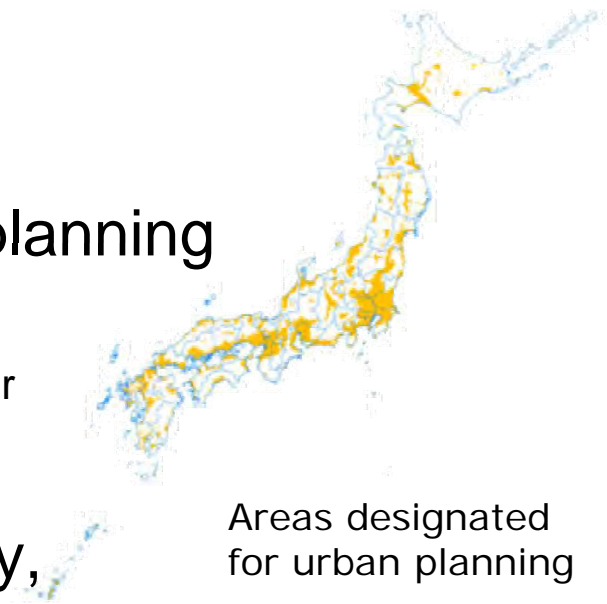 planning
r
y,
Areas designated
for urban planning